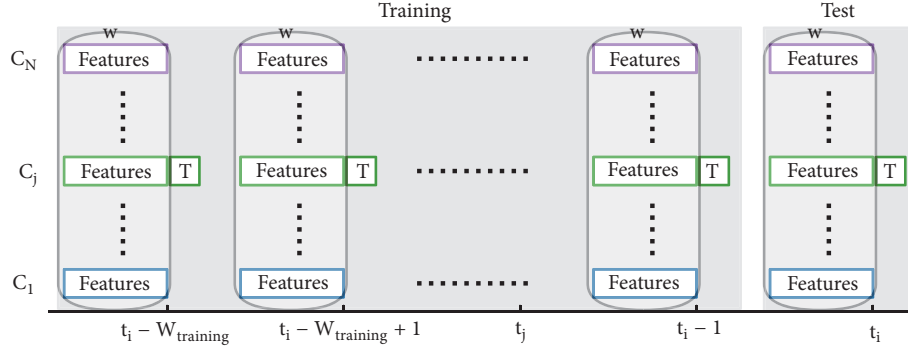 Training Test
w w w w
C_N Features Features Features Features
C_j Features T Features T Features T Features T
C_1 Features Features Features Features
t_i − W_training t_i − W_training + 1 t_j t_i − 1 t_i